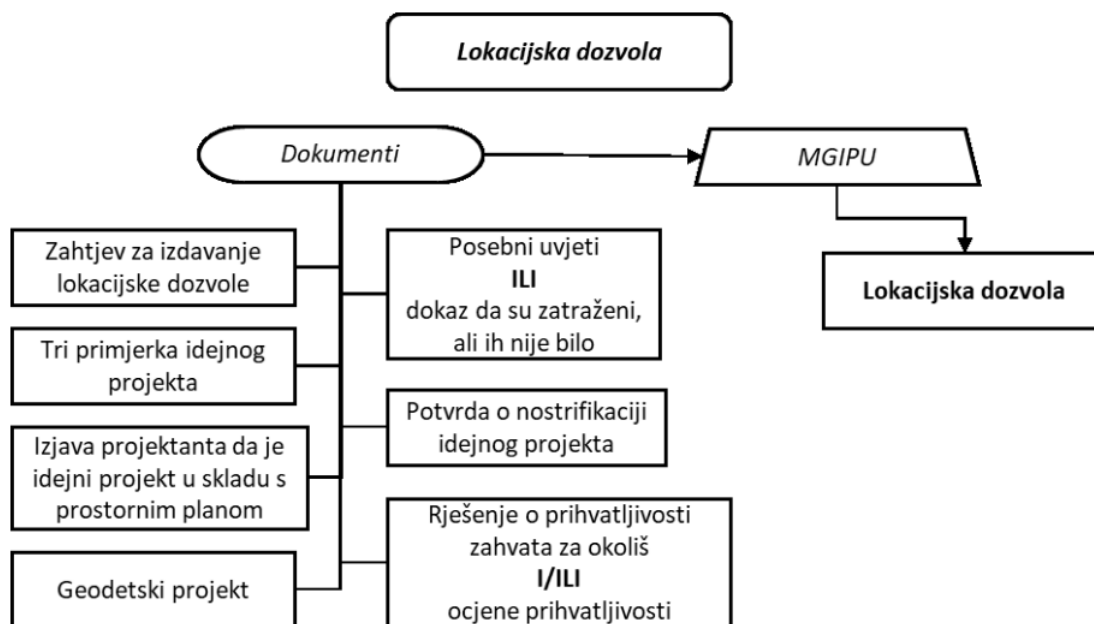 Lokacijska dozvola
Dokumenti
MGIPU
Zahtjev za izdavanje
lokacijske dozvole
Tri primjerka idejnog
projekta
Izjava projektanta da je
idejni projekt u skladu s
prostornim planom
Geodetski projekt
Posebni uvjeti
ILI
dokaz da su zatraženi,
ali ih nije bilo
Potvrda o nostrifikaciji
idejnog projekta
Rješenje o prihvatljivosti
zahvata za okoliš
I/ILI
ocjene prihvatljivosti
Lokacijska dozvola